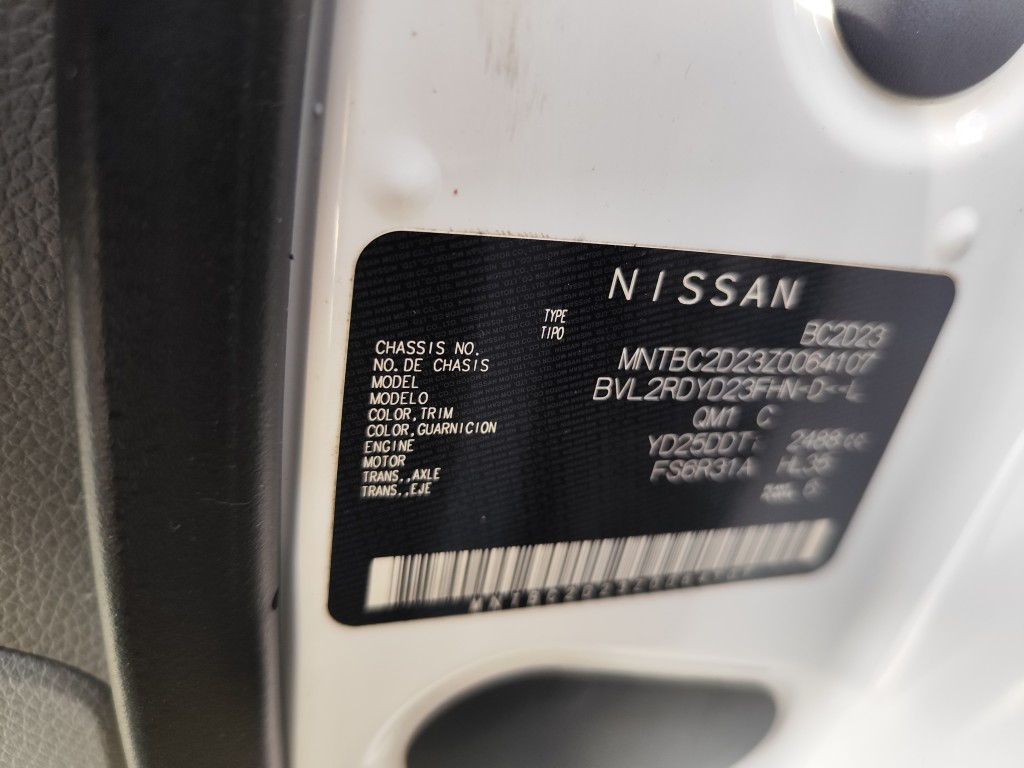 NISSAN
TYPE
TIPO BC2D23
CHASSIS NO.
NO. DE CHASIS MNTBC2D23Z0064107
MODEL
MODELO BVL2RDYD23FHN-D--L
COLOR,TRIM
COLOR,GUARNICION QM1 C
ENGINE
MOTOR YD25DDT 2488
TRANS.,AXLE
TRANS.,EJE FS6R31A HL35